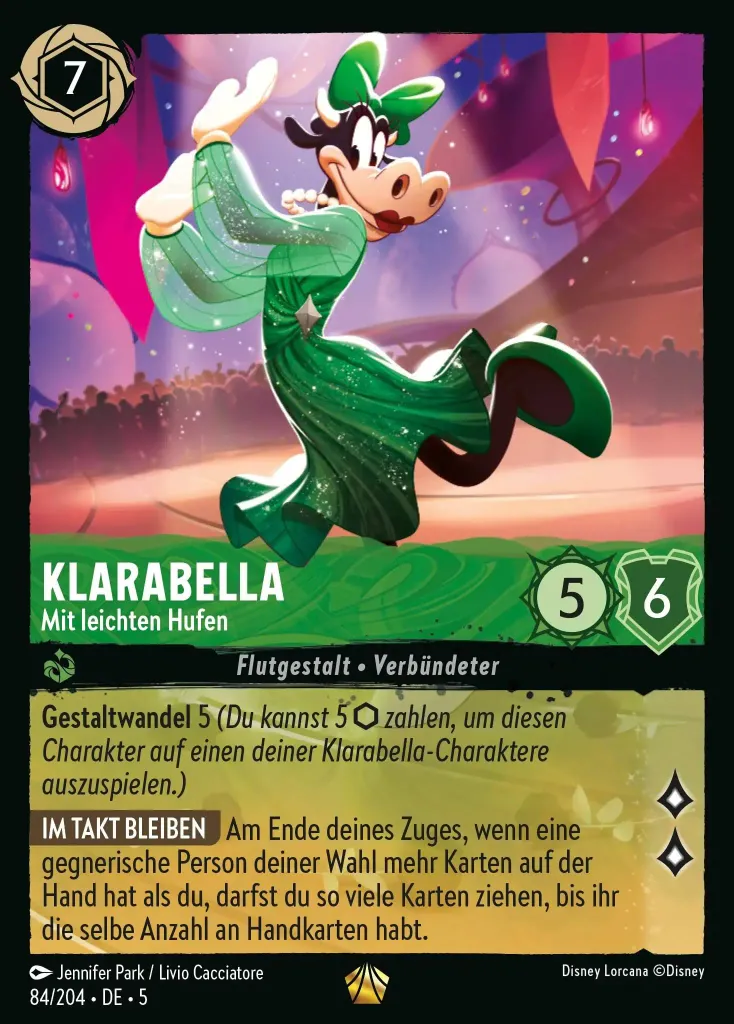 7
KLARABELLA
Mit leichten Hufen
5
6
Flutgestalt • Verbündeter
Gestaltwandel 5 (Du kannst 5 ⬡ zahlen, um diesen
Charakter auf einen deiner Klarabella-Charaktere
auszuspielen.)
IM TAKT BLEIBEN Am Ende deines Zuges, wenn eine
gegnerische Person deiner Wahl mehr Karten auf der
Hand hat als du, darfst du so viele Karten ziehen, bis ihr
die selbe Anzahl an Handkarten habt.
Jennifer Park / Livio Cacciatore
Disney Lorcana ©Disney
84/204 • DE • 5